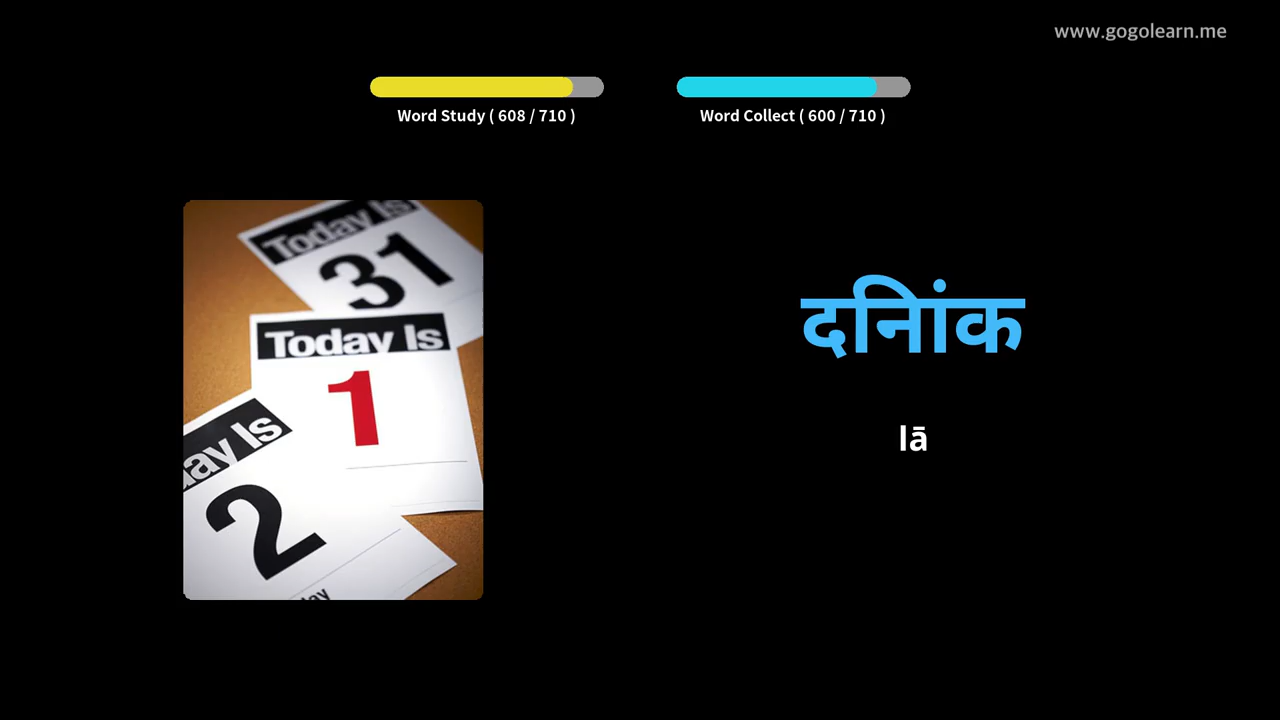 www.gogolearn.me
Word Study ( 608 / 710 )
Word Collect ( 600 / 710 )
Today Is
31
Today Is
1
ay Is
2
day
दिनांक
lā